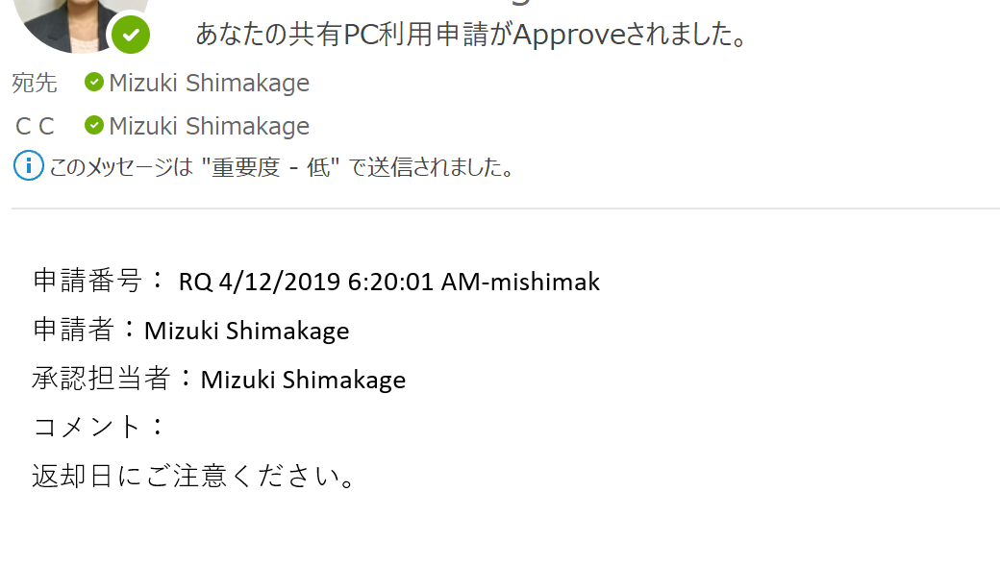 あなたの共有PC利用申請がApproveされました。
宛先 Mizuki Shimakage
ＣＣ Mizuki Shimakage
このメッセージは "重要度 - 低" で送信されました。
申請番号： RQ 4/12/2019 6:20:01 AM-mishimak
申請者：Mizuki Shimakage
承認担当者：Mizuki Shimakage
コメント：
返却日にご注意ください。